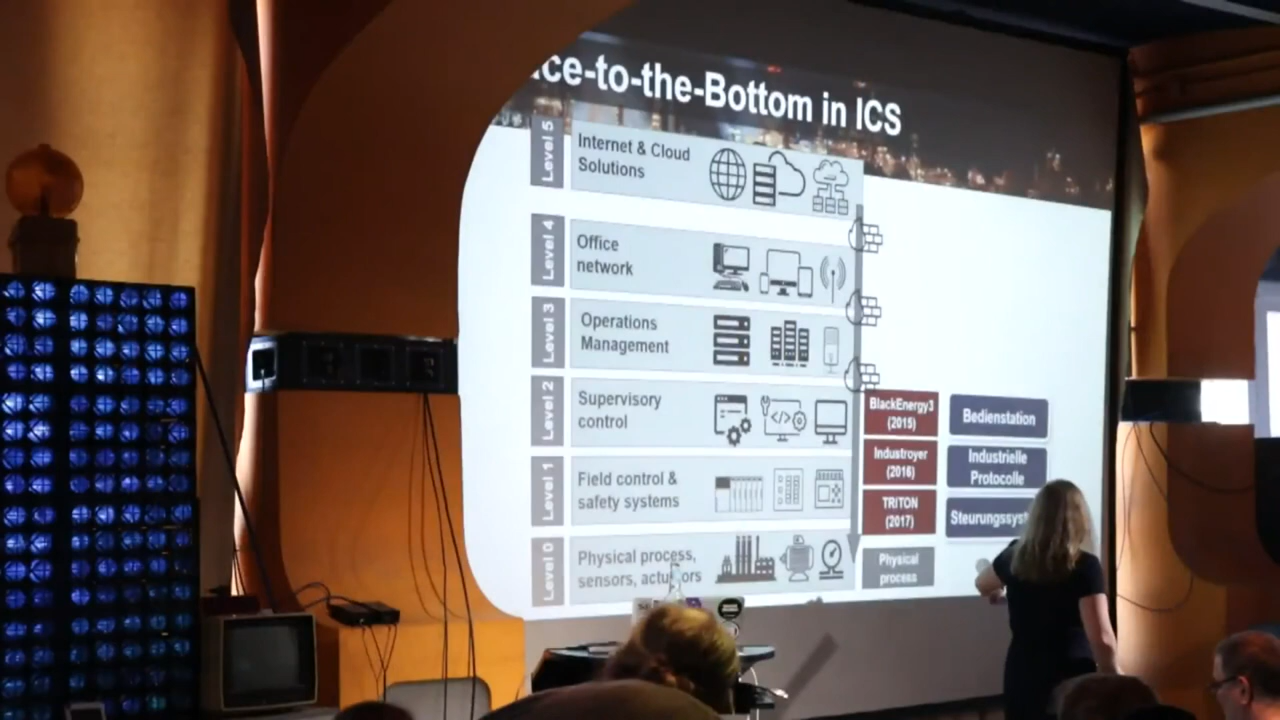 ce-to-the-Bottom in ICS
Level 5
Internet & Cloud
Solutions
Level 4
Office
network
Level 3
Operations
Management
Level 2
Supervisory
control
BlackEnergy3
(2015)
Bedienstation
Level 1
Field control &
safety systems
Industroyer
(2016)
Industrielle
Protocolle
TRITON
(2017)
Steurungssyst
Level 0
Physical process,
sensors, actuators
Physical
process